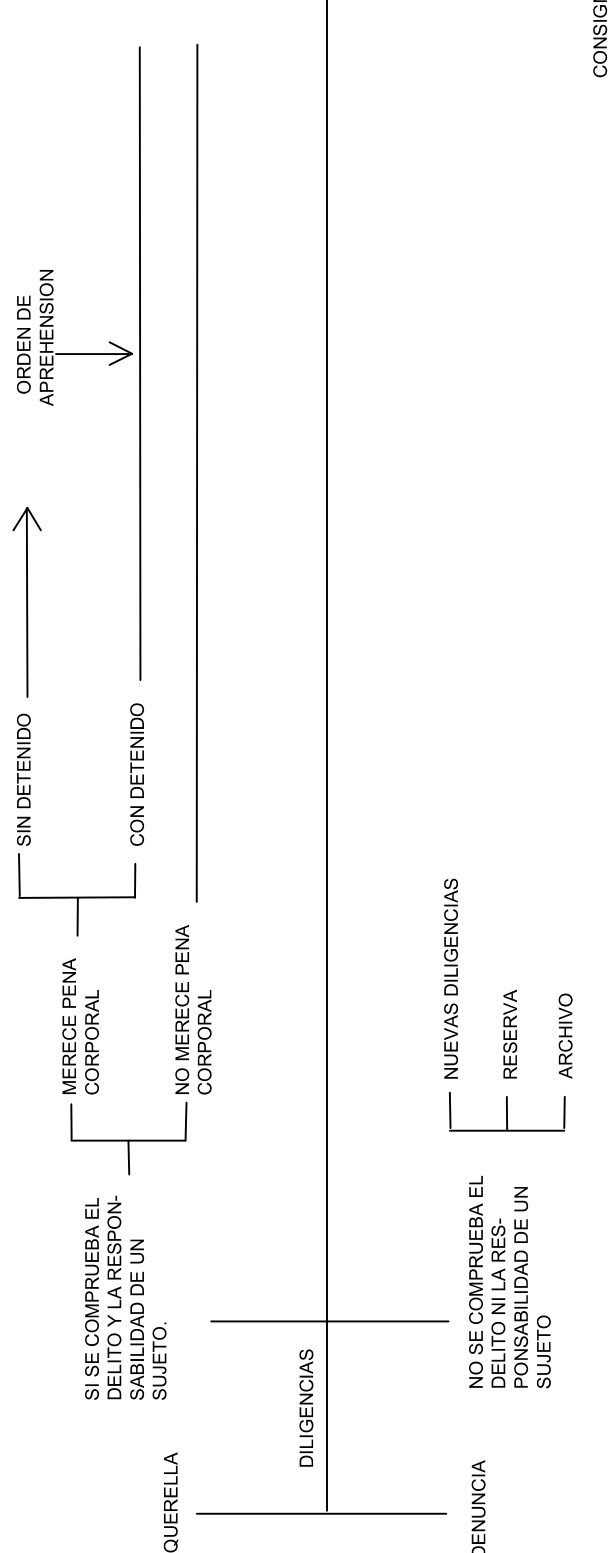 QUERELLA
DILIGENCIAS
SI SE COMPRUEBA EL
DELITO Y LA RESPON-
SABILIDAD DE UN
SUJETO.
NO SE COMPRUEBA EL
DELITO NI LA RES-
PONSABILIDAD DE UN
SUJETO
MERECE PENA
CORPORAL
NO MERECE PENA
CORPORAL
NUEVAS DILIGENCIAS
RESERVA
ARCHIVO
SIN DETENIDO
CON DETENIDO
ORDEN DE
APREHENSION
DENUNCIA